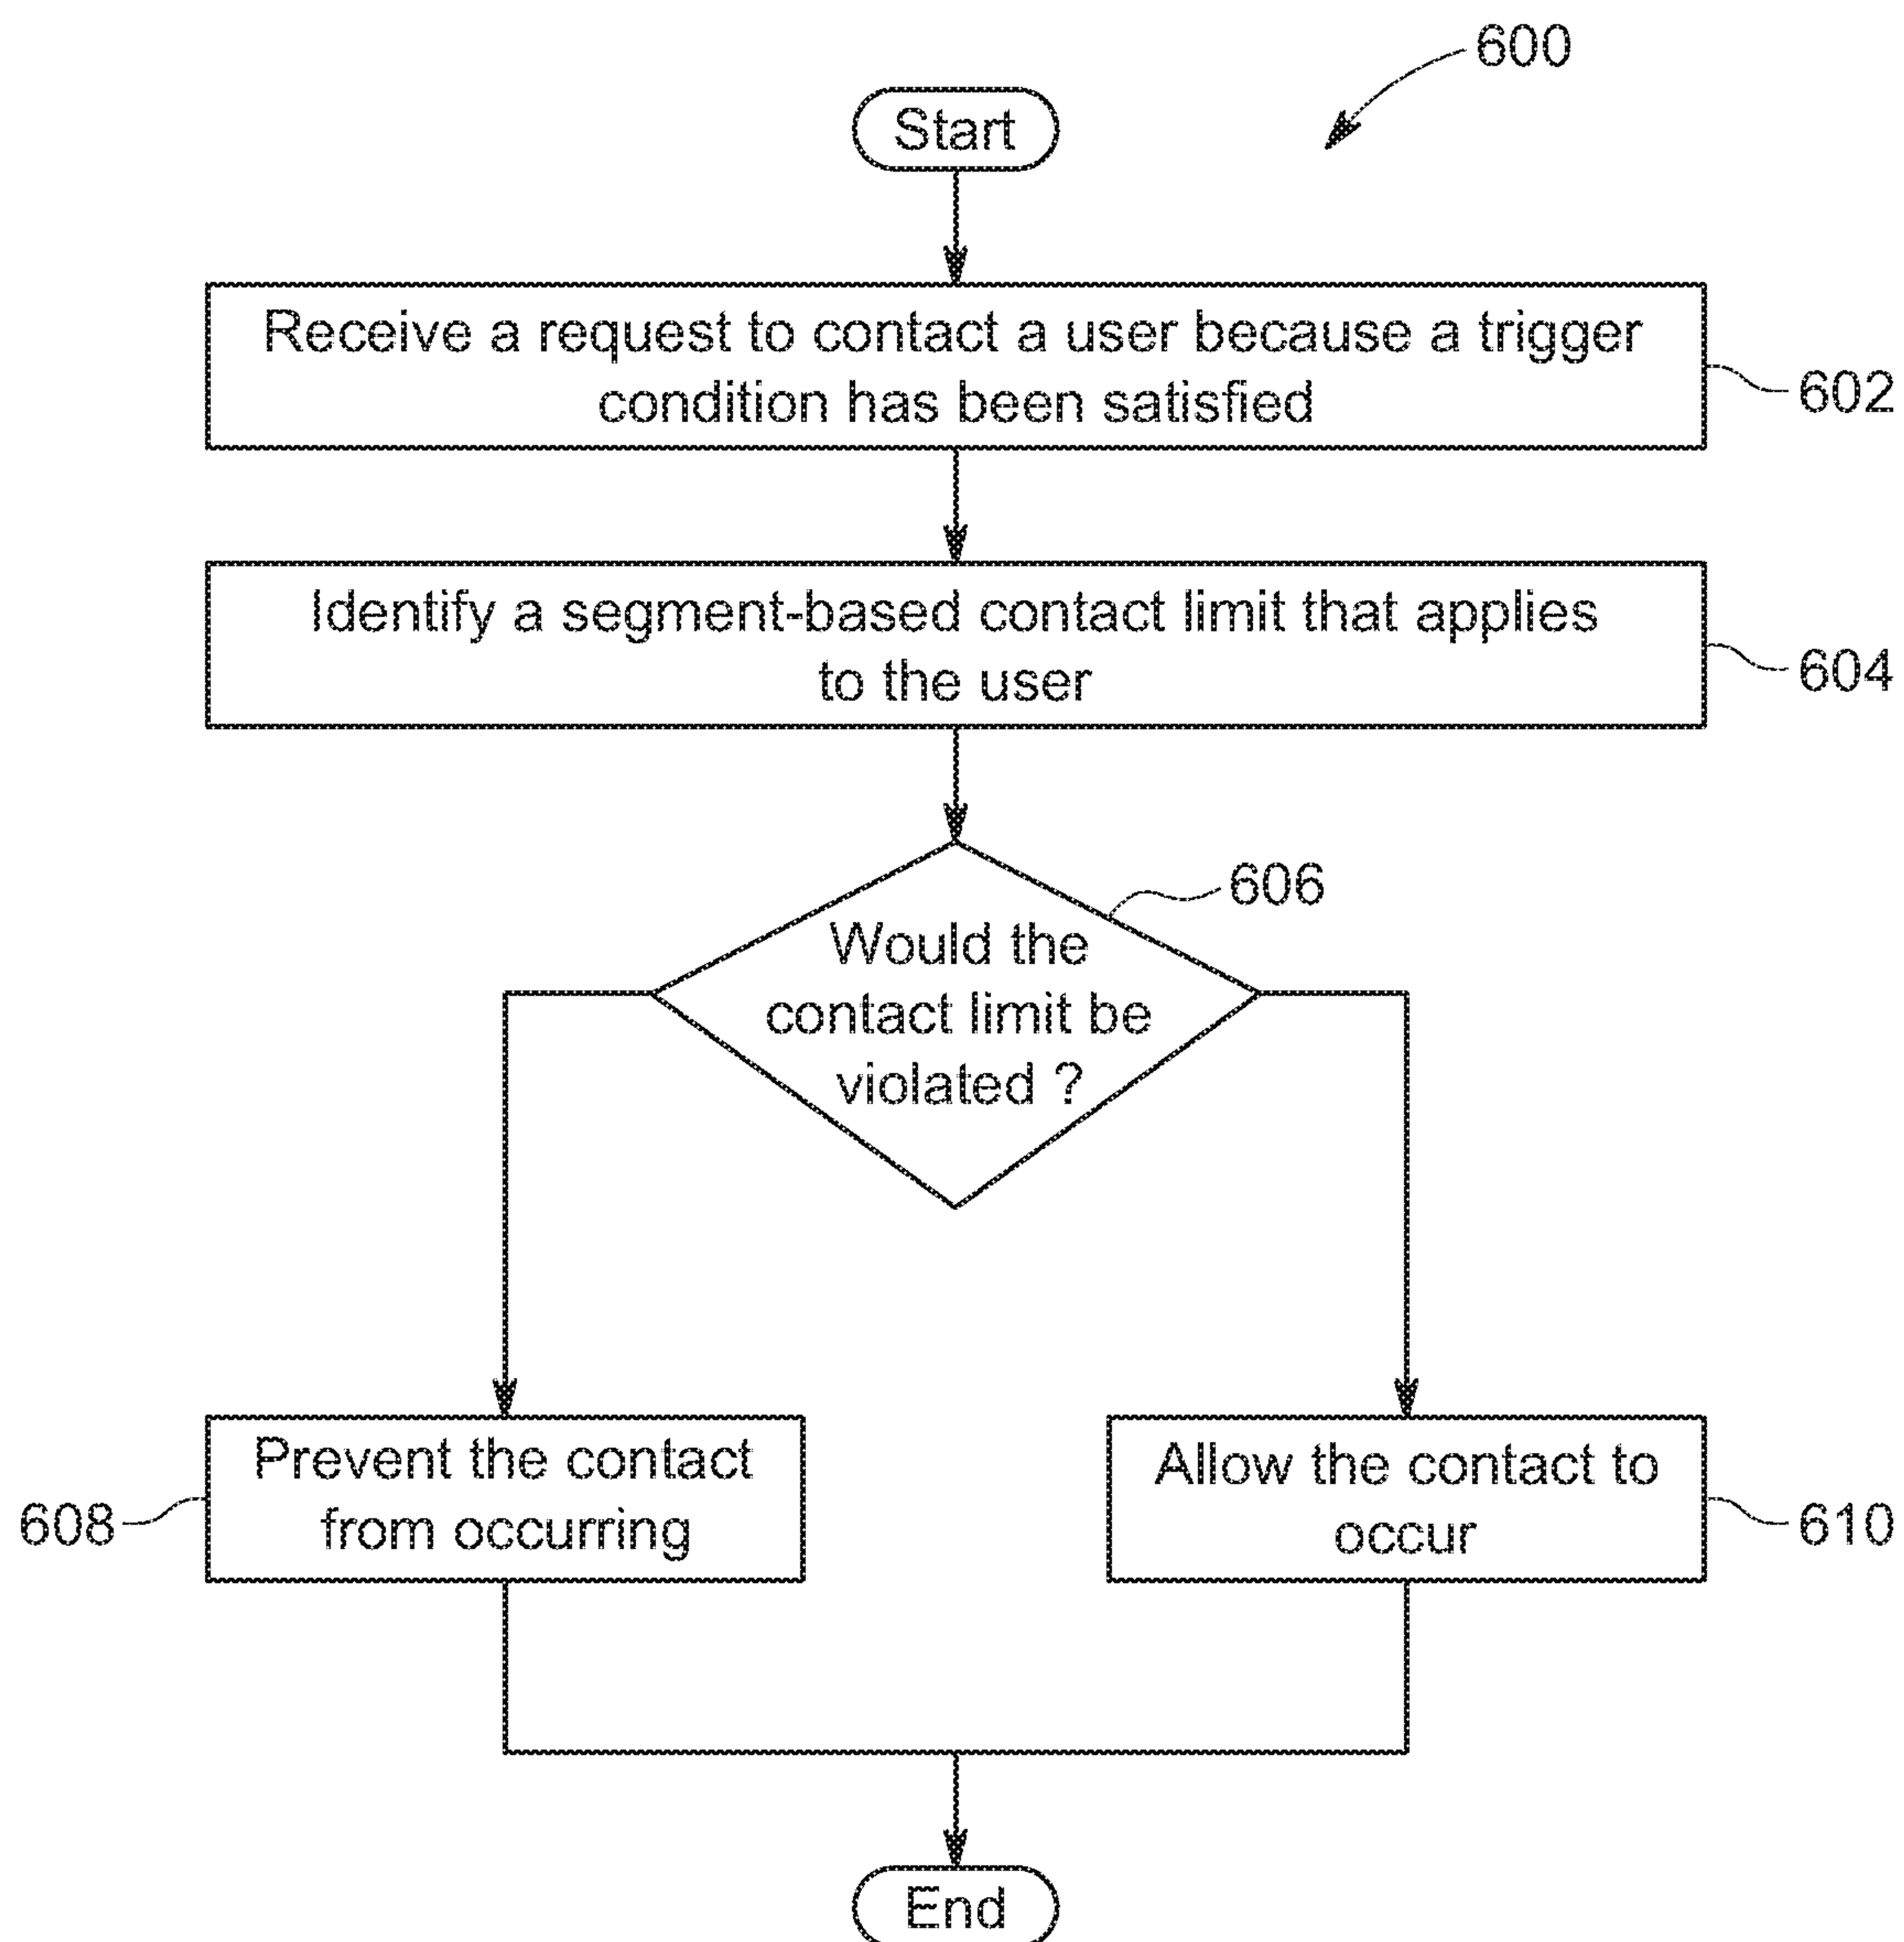 600
Start
Receive a request to contact a user because a trigger
condition has been satisfied
602
Identify a segment-based contact limit that applies
to the user
604
606
Would the
contact limit be
violated ?
Prevent the contact
from occurring
608
Allow the contact to
occur
610
End